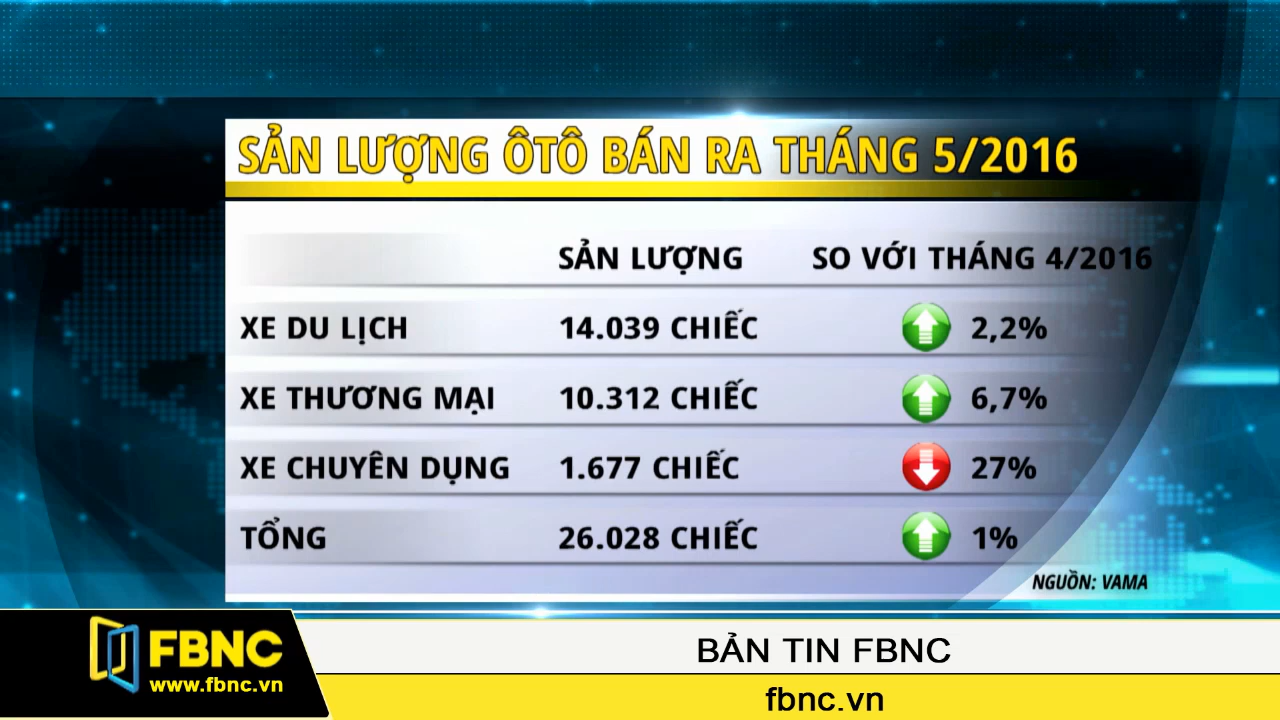 SẢN LƯỢNG ÔTÔ BÁN RA THÁNG 5/2016
SẢN LƯỢNG SO VỚI THÁNG 4/2016
XE DU LỊCH 14.039 CHIẾC 2,2%
XE THƯƠNG MẠI 10.312 CHIẾC 6,7%
XE CHUYÊN DỤNG 1.677 CHIẾC 27%
TỔNG 26.028 CHIẾC 1%
NGUỒN: VAMA
FBNC
www.fbnc.vn
BẢN TIN FBNC
fbnc.vn